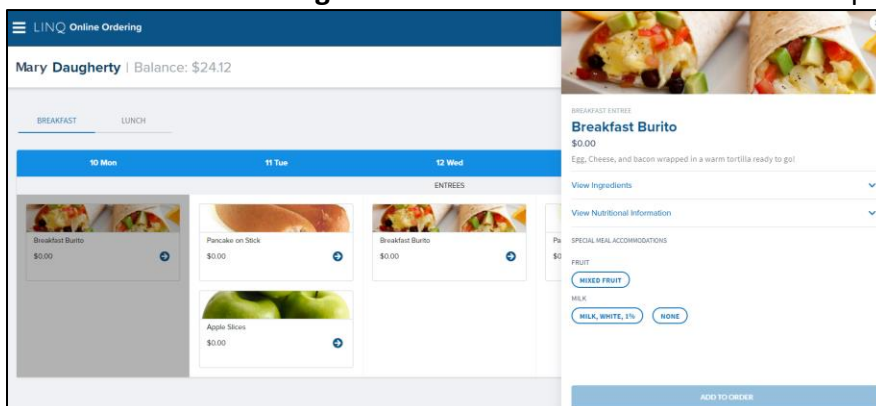 LINQ Online Ordering
Mary Daugherty | Balance: $24.12
BREAKFAST LUNCH
10 Mon 11 Tue 12 Wed
ENTREES
Breakfast Burito
$0.00
Pancake on Stick
$0.00
Breakfast Burito
$0.00
Pa
$0
Apple Slices
$0.00
BREAKFAST ENTREE
Breakfast Burito
$0.00
Egg, Cheese, and bacon wrapped in a warm tortilla ready to go!
View Ingredients
View Nutritional Information
SPECIAL MEAL ACCOMMODATIONS
FRUIT
MIXED FRUIT
MILK
MILK, WHITE, 1% NONE
ADD TO ORDER